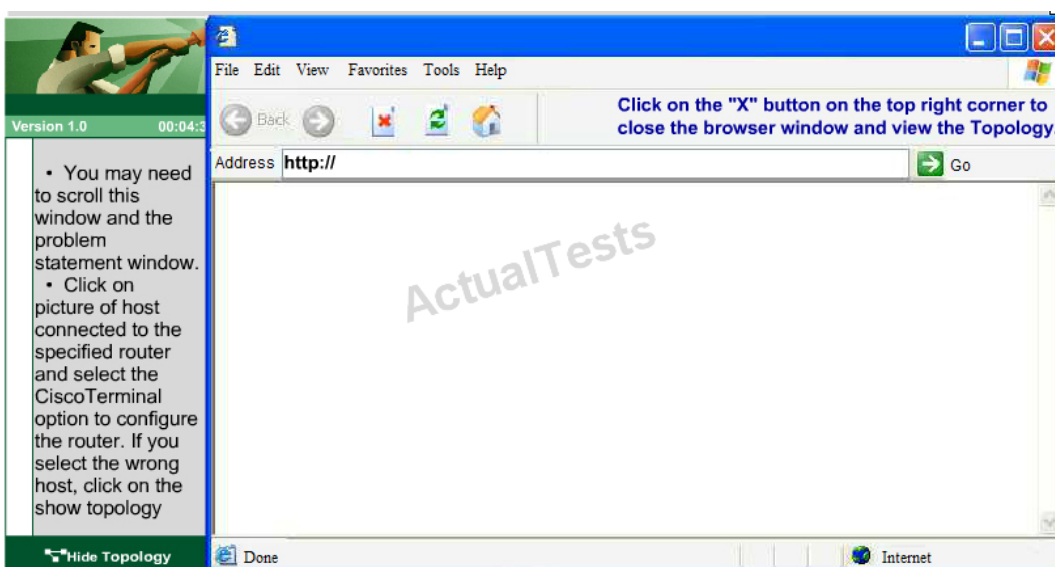 File Edit View Favorites Tools Help
Back
Click on the "X" button on the top right corner to
close the browser window and view the Topology.
Address http://
Go
Version 1.0 00:04:3
• You may need
to scroll this
window and the
problem
statement window.
• Click on
picture of host
connected to the
specified router
and select the
CiscoTerminal
option to configure
the router. If you
select the wrong
host, click on the
show topology
Hide Topology
ActualTests
Done
Internet